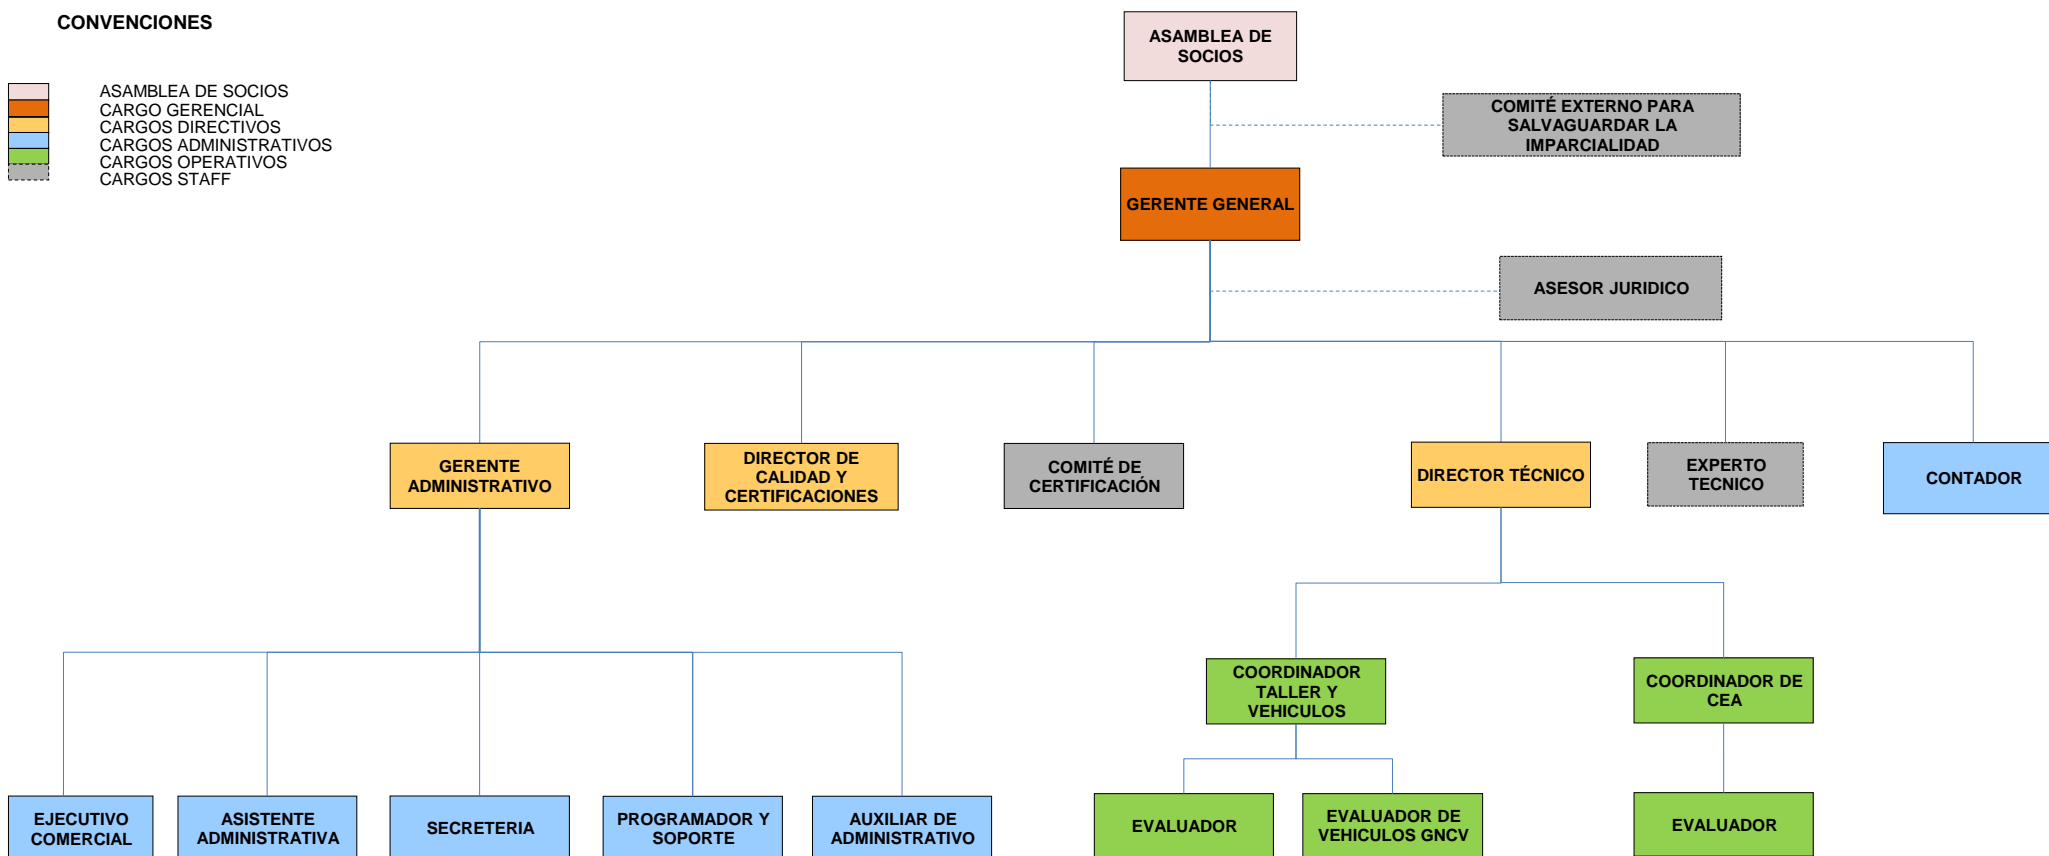 CONVENCIONES
ASAMBLEA DE SOCIOS
CARGO GERENCIAL
CARGOS DIRECTIVOS
CARGOS ADMINISTRATIVOS
CARGOS OPERATIVOS
CARGOS STAFF
ASAMBLEA DE
SOCIOS
COMITÉ EXTERNO PARA
SALVAGUARDAR LA
IMPARCIALIDAD
GERENTE GENERAL
ASESOR JURIDICO
GERENTE
ADMINISTRATIVO
DIRECTOR DE
CALIDAD Y
CERTIFICACIONES
COMITÉ DE
CERTIFICACIÓN
DIRECTOR TÉCNICO
EXPERTO
TECNICO
CONTADOR
COORDINADOR
TALLER Y
VEHICULOS
COORDINADOR DE
CEA
EJECUTIVO
COMERCIAL
ASISTENTE
ADMINISTRATIVA
SECRETERIA
PROGRAMADOR Y
SOPORTE
AUXILIAR DE
ADMINISTRATIVO
EVALUADOR
EVALUADOR DE
VEHICULOS GNCV
EVALUADOR